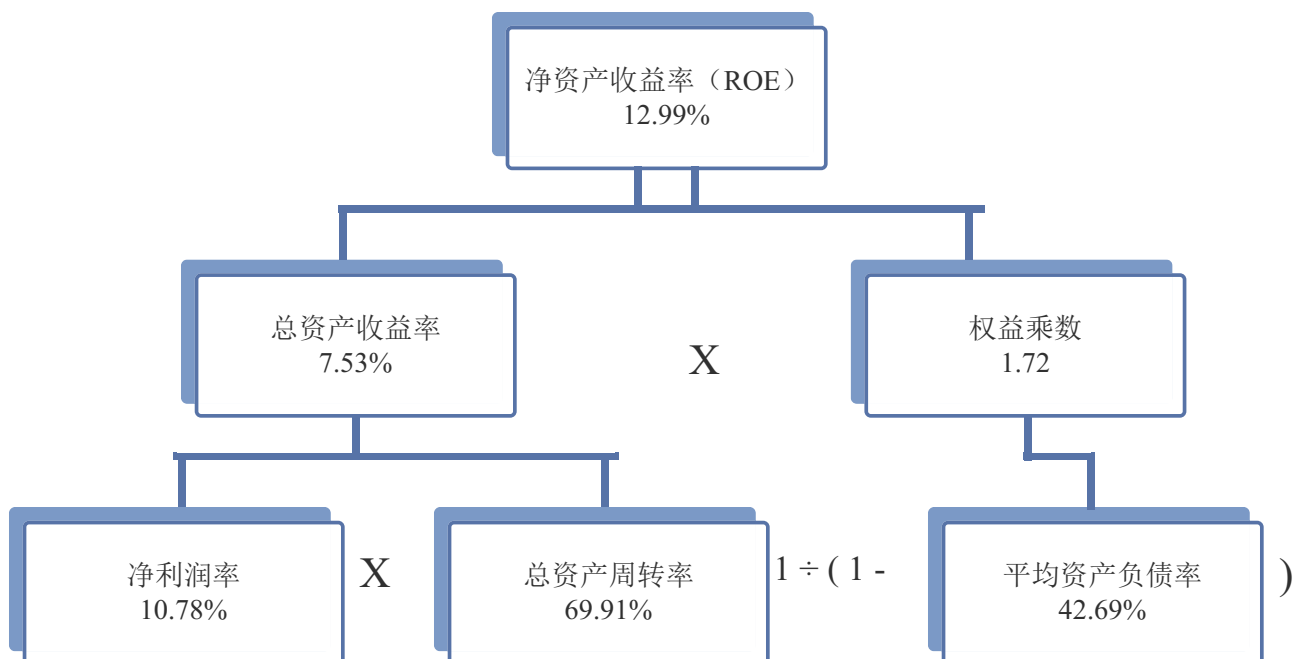 净资产收益率（ROE）
12.99%
总资产收益率
7.53%
X
权益乘数
1.72
净利润率
10.78%
X
总资产周转率
69.91%
1 ÷ ( 1 -
平均资产负债率
42.69%
)